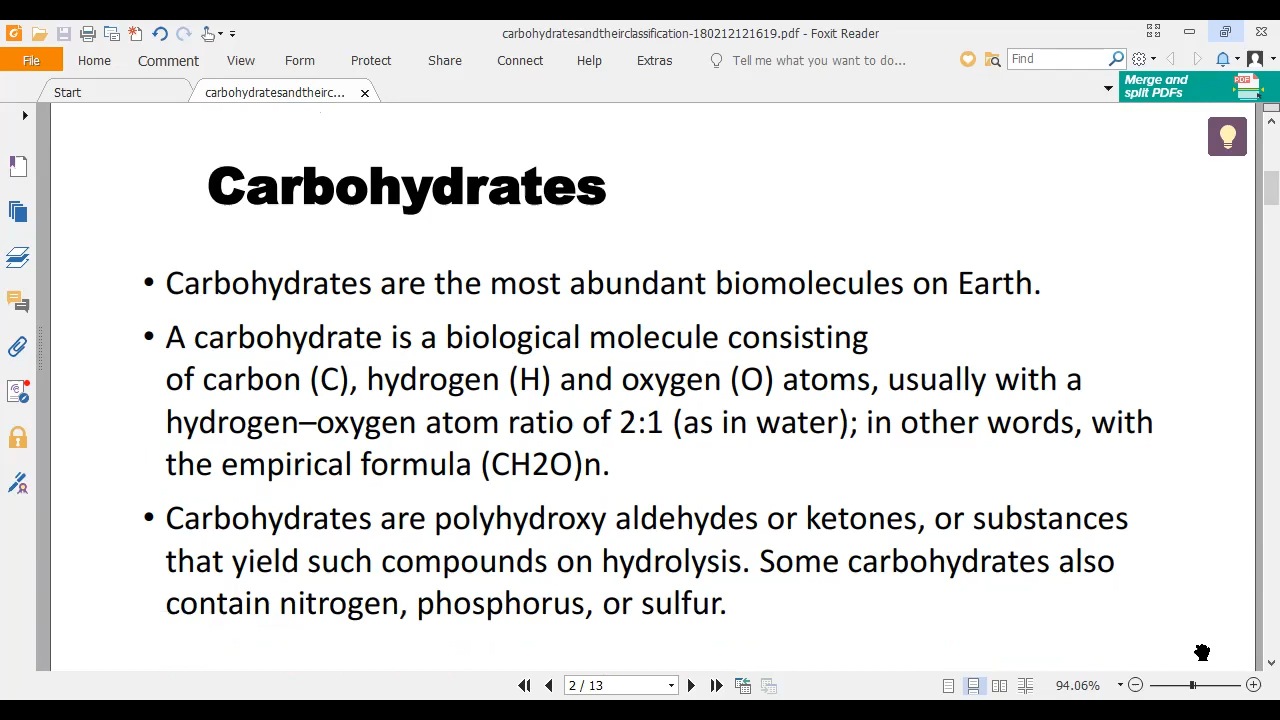 carbohydratesandtheirclassification-180212121619.pdf - Foxit Reader
File Home Comment View Form Protect Share Connect Help Extras Tell me what you want to do... Find
Start carbohydratesandtheirc... Merge and
split PDFs
Carbohydrates
• Carbohydrates are the most abundant biomolecules on Earth.
• A carbohydrate is a biological molecule consisting
of carbon (C), hydrogen (H) and oxygen (O) atoms, usually with a
hydrogen–oxygen atom ratio of 2:1 (as in water); in other words, with
the empirical formula (CH2O)n.
• Carbohydrates are polyhydroxy aldehydes or ketones, or substances
that yield such compounds on hydrolysis. Some carbohydrates also
contain nitrogen, phosphorus, or sulfur.
2 / 13 94.06%